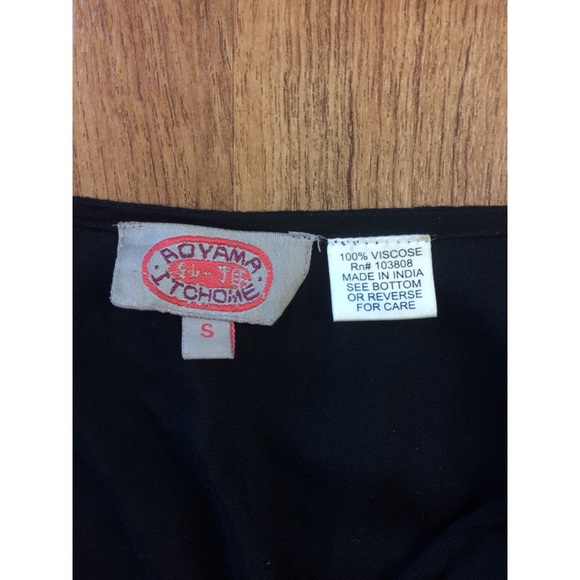 AOYAMA
ITCHOME
S
100% VISCOSE
Rn# 103808
MADE IN INDIA
SEE BOTTOM
OR REVERSE
FOR CARE